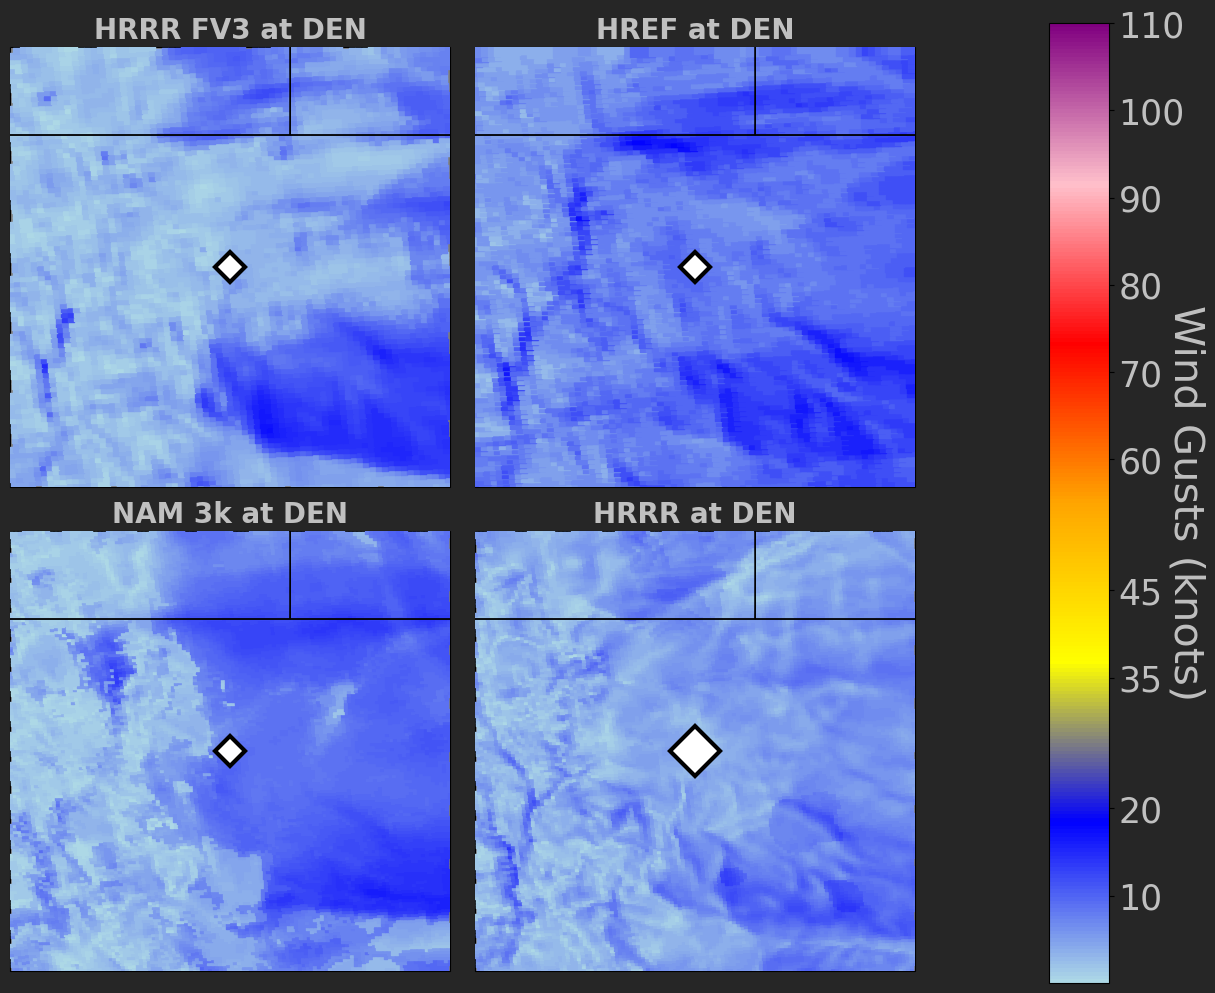 HRRR FV3 at DEN
HREF at DEN
NAM 3k at DEN
HRRR at DEN
110
100
90
80
70
60
45
35
20
10
Wind Gusts (knots)